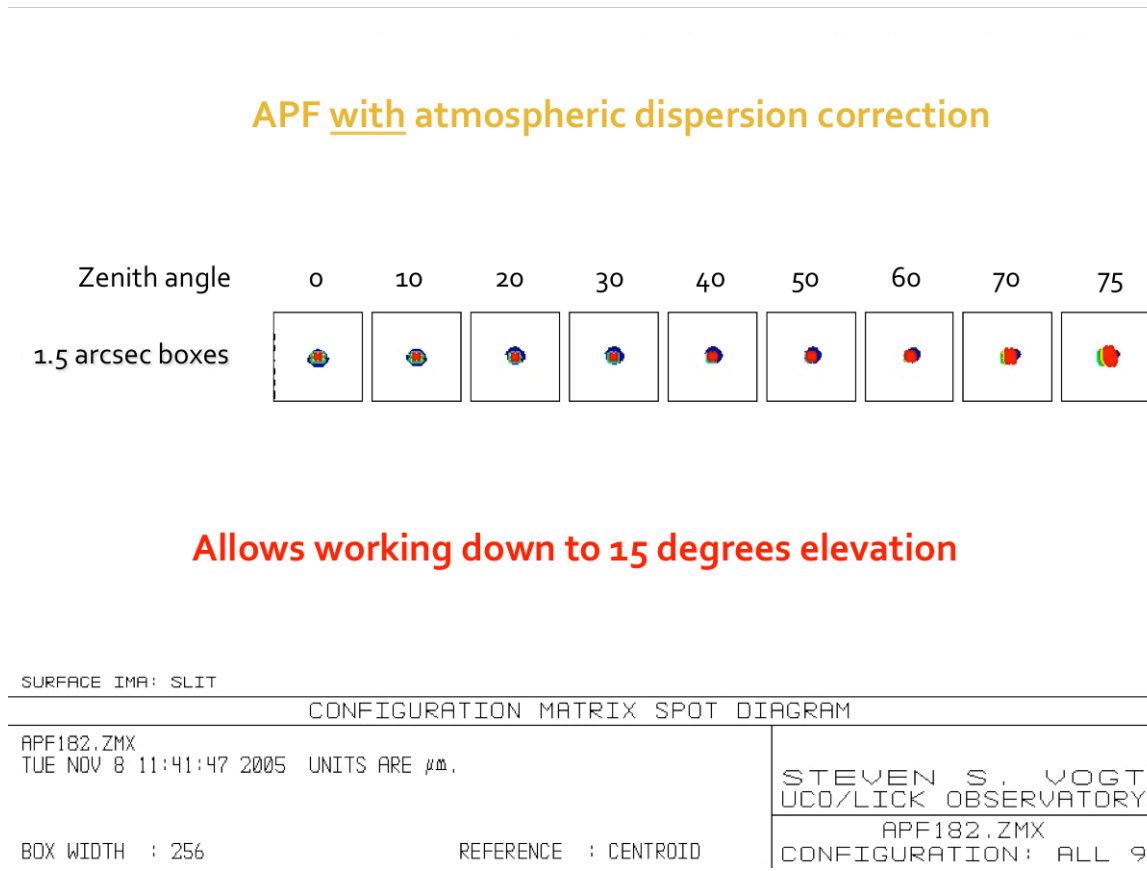 APF with atmospheric dispersion correction
Zenith angle 0 10 20 30 40 50 60 70 75
1.5 arcsec boxes
Allows working down to 15 degrees elevation
SURFACE IMA: SLIT
CONFIGURATION MATRIX SPOT DIAGRAM
APF182.ZMX
TUE NOV 8 11:41:47 2005 UNITS ARE µm.
STEVEN S. VOGT
UCO/LICK OBSERVATORY
BOX WIDTH : 256 REFERENCE : CENTROID
APF182.ZMX
CONFIGURATION: ALL 9